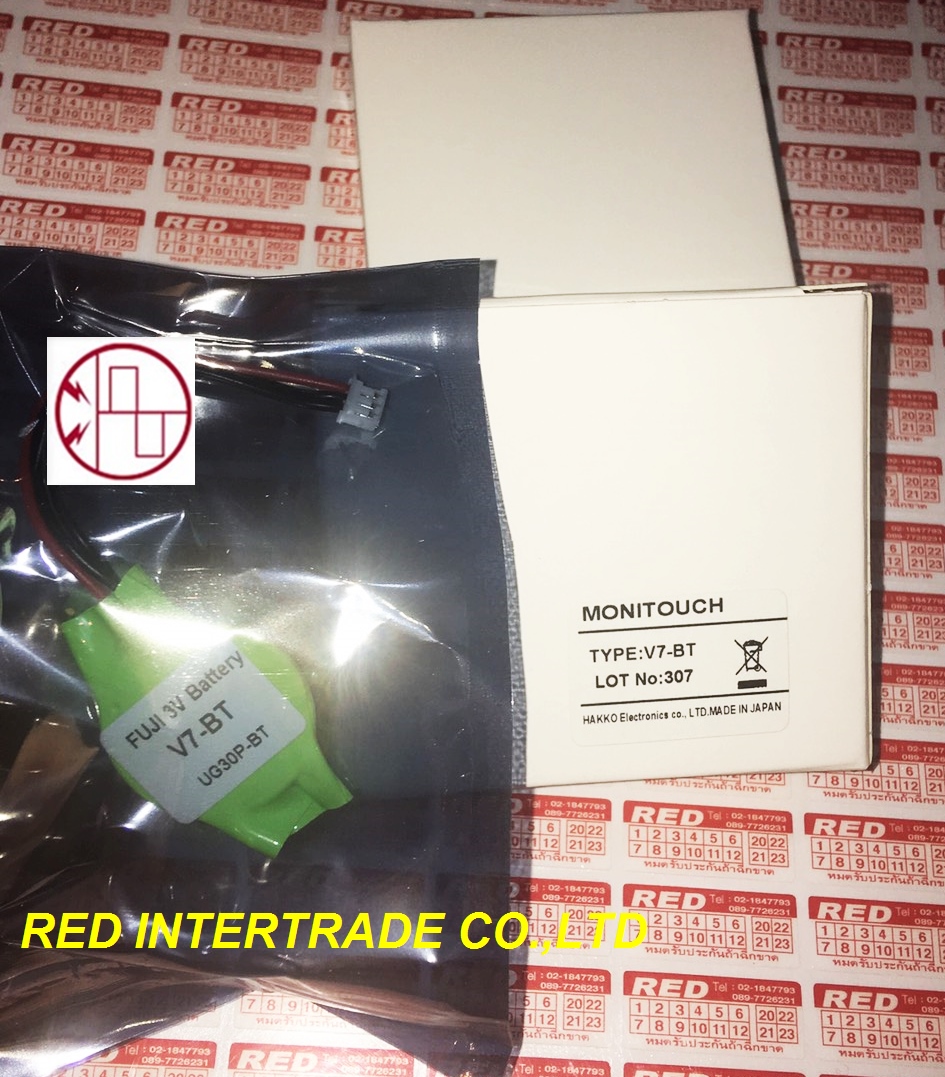 FUJI 3V Battery
V7-BT
UG30P-BT
MONITOUCH
TYPE:V7-BT
LOT No:307
HAKKO Electronics co., LTD.MADE IN JAPAN
RED INTERTRADE CO.,LTD
RED Tel : 02-1847793
089-7726231
1 2 3 4 5 6 20 22
7 8 9 10 11 12 21 23
หมดรับประกันถ้าฉีกขาด